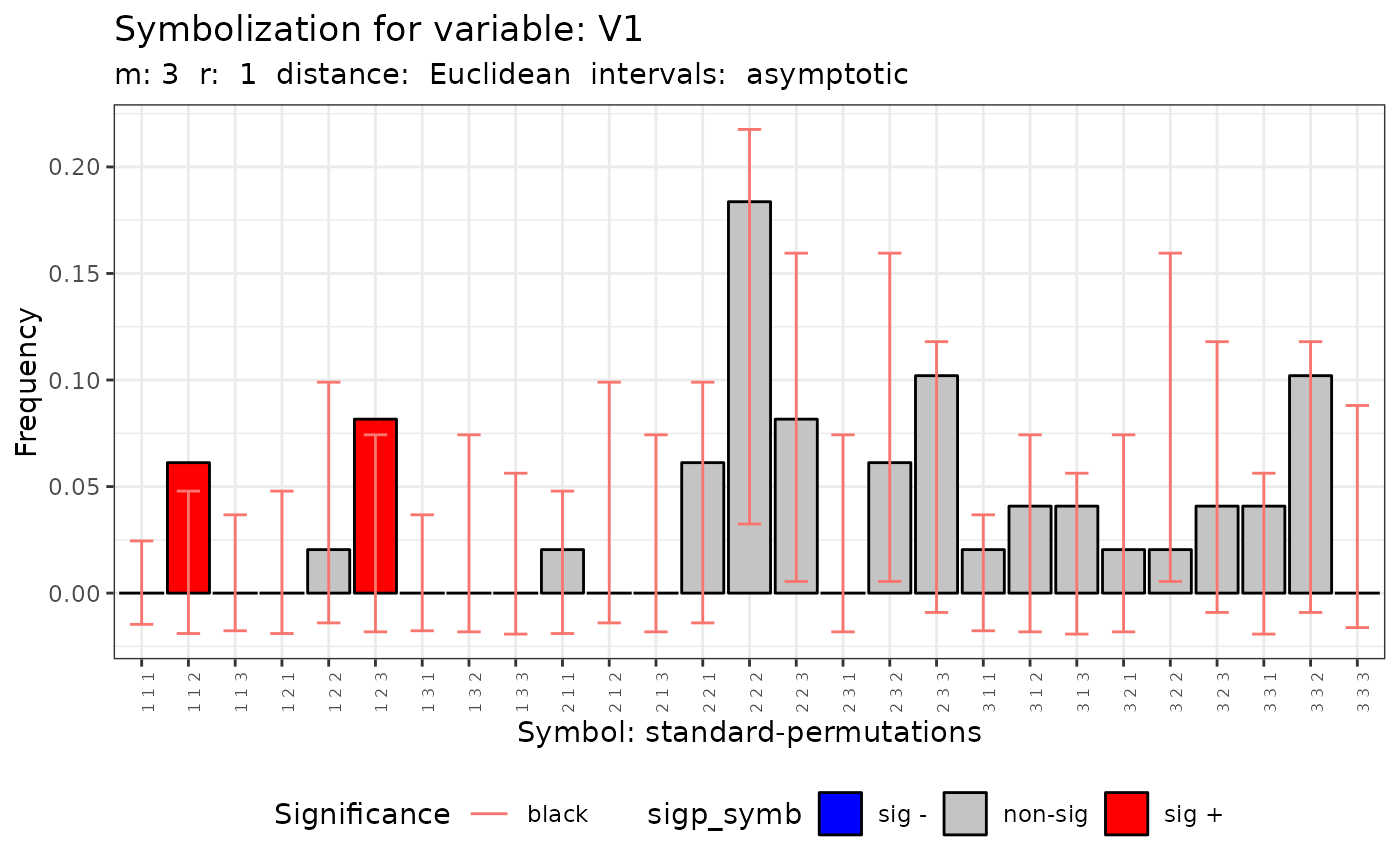 Symbolization for variable: V1
m: 3 r: 1 distance: Euclidean intervals: asymptotic
Frequency
0.20
0.15
0.10
0.05
0.00
1 1 1
1 1 2
1 1 3
1 2 1
1 2 2
1 2 3
1 3 1
1 3 2
1 3 3
2 1 1
2 1 2
2 1 3
2 2 1
2 2 2
2 2 3
2 3 1
2 3 2
2 3 3
3 1 1
3 1 2
3 1 3
3 2 1
3 2 2
3 2 3
3 3 1
3 3 2
3 3 3
Symbol: standard-permutations
Significance black sigp_symb sig - non-sig sig +